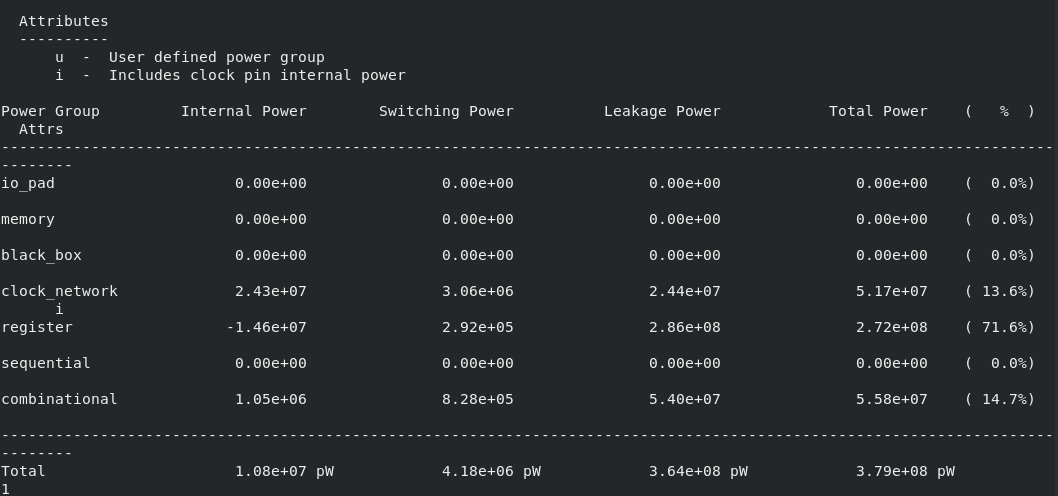 Attributes
----------
u  -  User defined power group
i  -  Includes clock pin internal power
Power Group         Internal Power        Switching Power          Leakage Power            Total Power    (   %  )
Attrs
---------------------------------------------------------------------------------------------------------------------
--------
io_pad                    0.00e+00               0.00e+00               0.00e+00               0.00e+00    (  0.0%)
memory                    0.00e+00               0.00e+00               0.00e+00               0.00e+00    (  0.0%)
black_box                 0.00e+00               0.00e+00               0.00e+00               0.00e+00    (  0.0%)
clock_network             2.43e+07               3.06e+06               2.44e+07               5.17e+07    ( 13.6%)
i
register                 -1.46e+07               2.92e+05               2.86e+08               2.72e+08    ( 71.6%)
sequential                0.00e+00               0.00e+00               0.00e+00               0.00e+00    (  0.0%)
combinational             1.05e+06               8.28e+05               5.40e+07               5.58e+07    ( 14.7%)
---------------------------------------------------------------------------------------------------------------------
--------
Total                     1.08e+07 pW            4.18e+06 pW            3.64e+08 pW            3.79e+08 pW
1